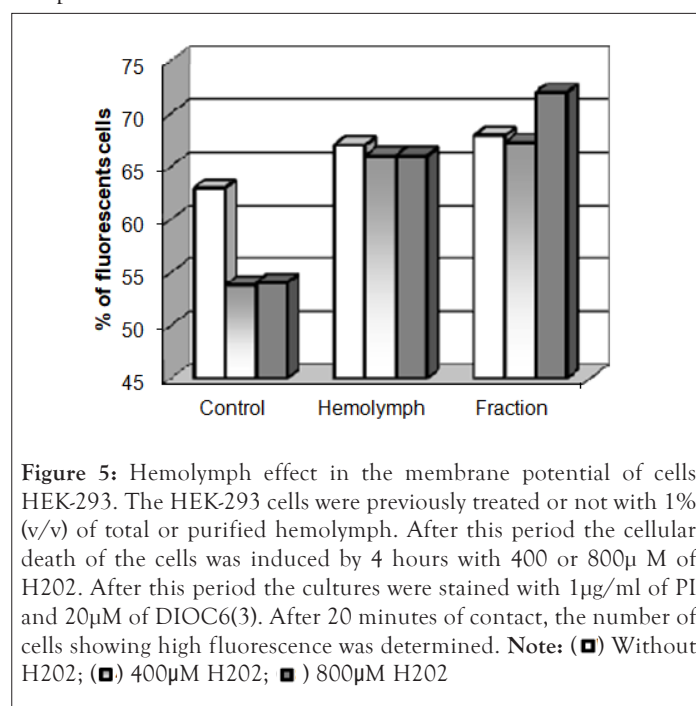 75
70
65
60
55
50
45
% of fluorescents cells
Control Hemolymph Fraction
Figure 5: Hemolymph effect in the membrane potential of cells
HEK-293. The HEK-293 cells were previously treated or not with 1%
(v/v) of total or purified hemolymph. After this period the cellular
death of the cells was induced by 4 hours with 400 or 800µ M of
H202. After this period the cultures were stained with 1µg/ml of PI
and 20µM of DIOC6(3). After 20 minutes of contact, the number of
cells showing high fluorescence was determined. Note: ( ) Without
H202; ( ) 400µM H202; ) 800µM H202